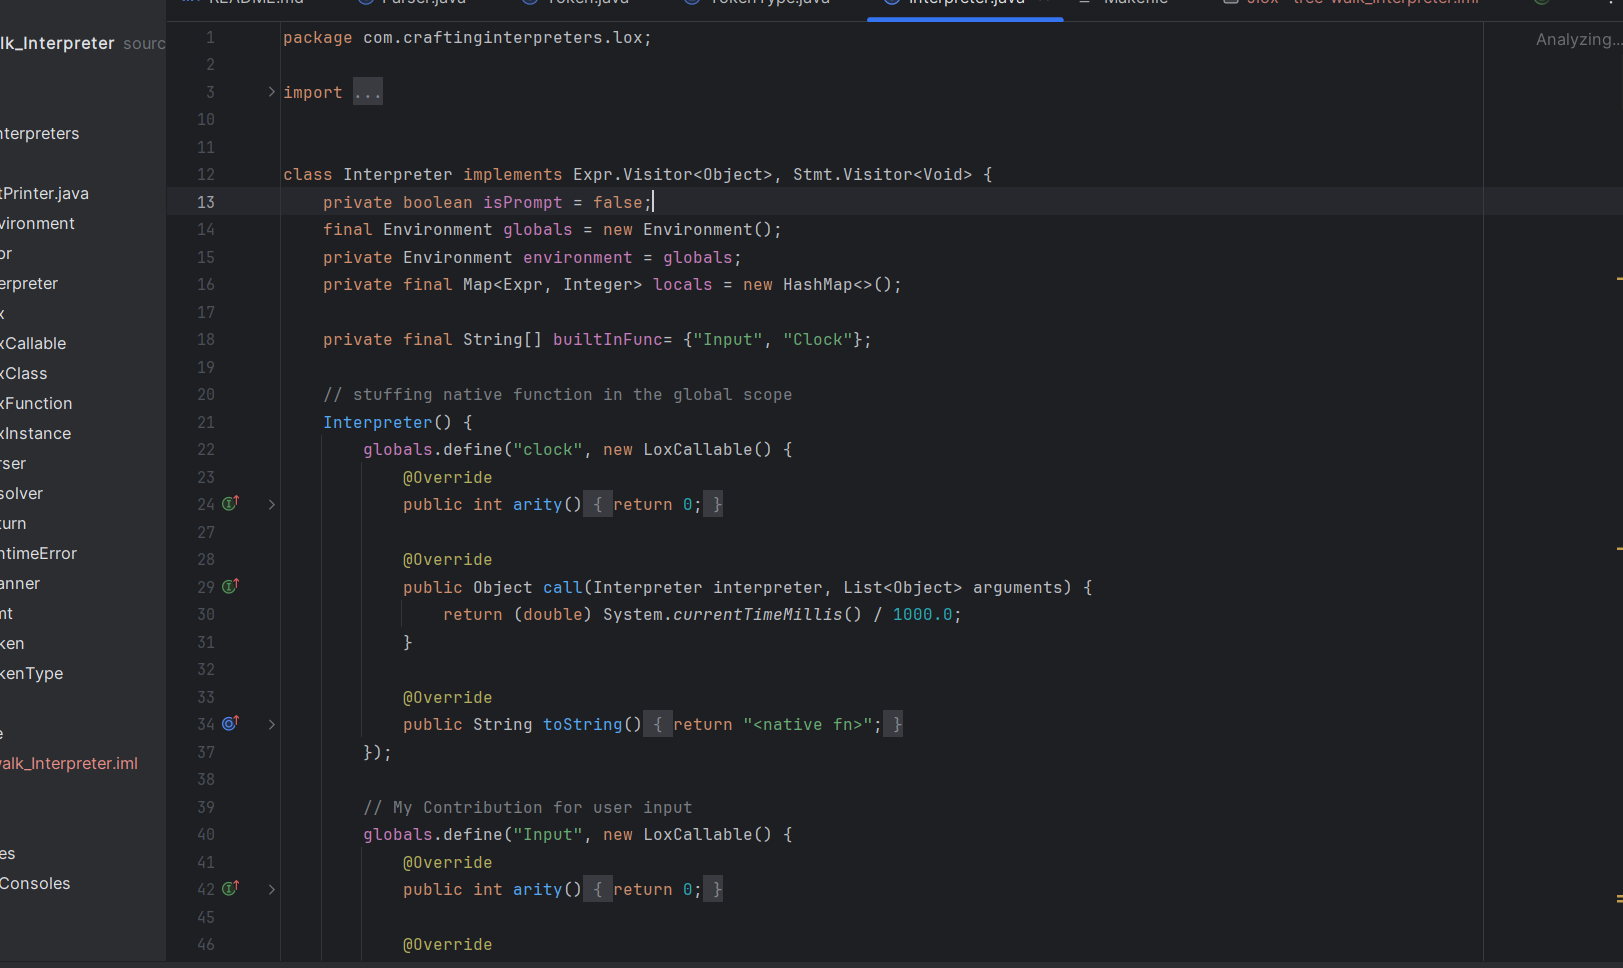 README.md Parser.java Token.java TokenType.java Interpreter.java Makefile
lk_Interpreter sourc
nterpreters
tPrinter.java
vironment
pr
erpreter
x
xCallable
xClass
xFunction
xInstance
rser
solver
turn
ntimeError
anner
mt
ken
kenType
e
alk_Interpreter.iml
es
Consoles
Analyzing...
1 package com.craftinginterpreters.lox;
2
3 import ...
10
11
12 class Interpreter implements Expr.Visitor<Object>, Stmt.Visitor<Void> {
13 private boolean isPrompt = false;
14 final Environment globals = new Environment();
15 private Environment environment = globals;
16 private final Map<Expr, Integer> locals = new HashMap<>();
17
18 private final String[] builtInFunc= {"Input", "Clock"};
19
20 // stuffing native function in the global scope
21 Interpreter() {
22 globals.define("clock", new LoxCallable() {
23 @Override
24 public int arity() { return 0; }
27
28 @Override
29 public Object call(Interpreter interpreter, List<Object> arguments) {
30 return (double) System.currentTimeMillis() / 1000.0;
31 }
32
33 @Override
34 public String toString() { return "<native fn>"; }
37 });
38
39 // My Contribution for user input
40 globals.define("Input", new LoxCallable() {
41 @Override
42 public int arity() { return 0; }
45
46 @Override